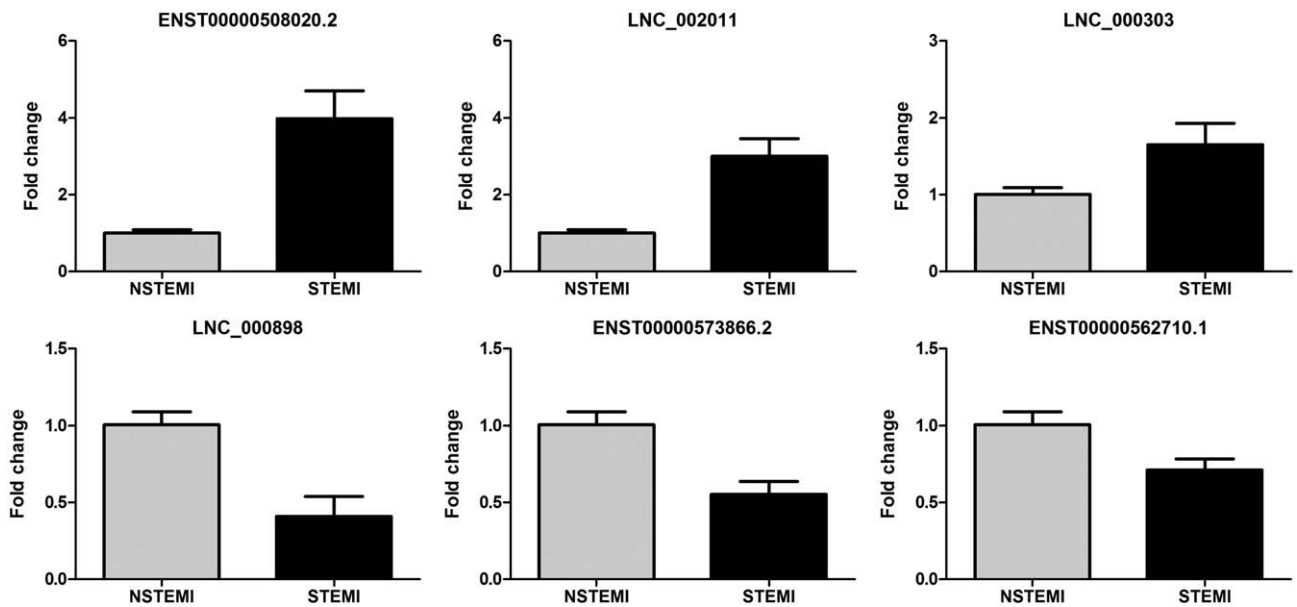 ENST00000508020.2
LNC_002011
LNC_000303
Fold change
6
4
2
0
NSTEMI
STEMI
Fold change
6
4
2
0
NSTEMI
STEMI
Fold change
3
2
1
0
NSTEMI
STEMI
LNC_000898
ENST00000573866.2
ENST00000562710.1
Fold change
1.5
1.0
0.5
0.0
NSTEMI
STEMI
Fold change
1.5
1.0
0.5
0.0
NSTEMI
STEMI
Fold change
1.5
1.0
0.5
0.0
NSTEMI
STEMI